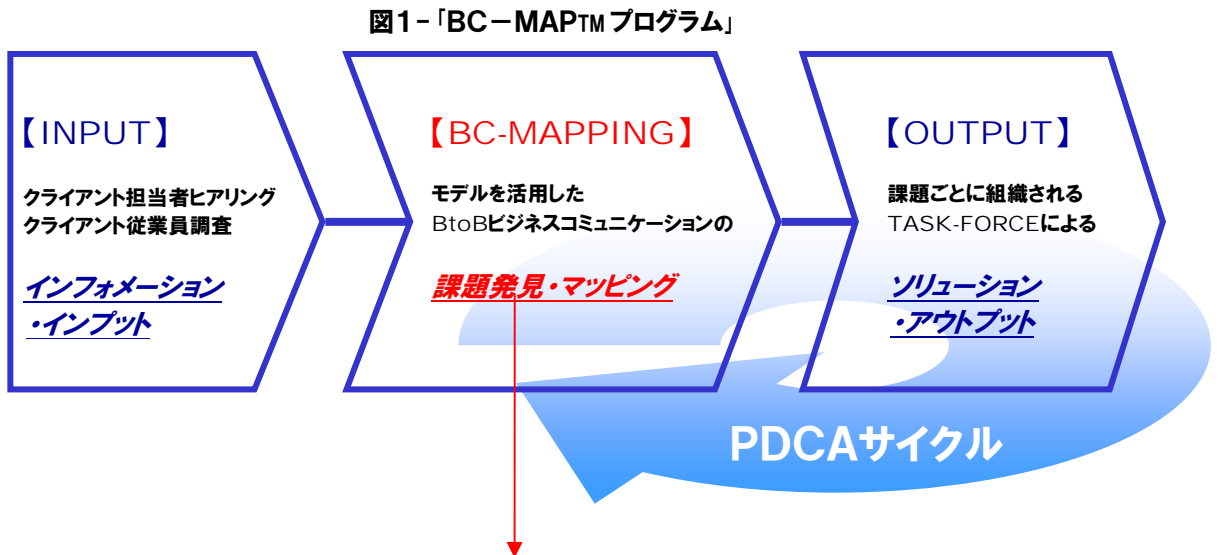 図1-「BC-MAPTM プログラム」
【INPUT】
クライアント担当者ヒアリング
クライアント従業員調査
インフォメーション
・インプット
【BC-MAPPING】
モデルを活用した
BtoBビジネスコミュニケーションの
課題発見・マッピング
【OUTPUT】
課題ごとに組織される
TASK-FORCEによる
ソリューション
・アウトプット
PDCAサイクル